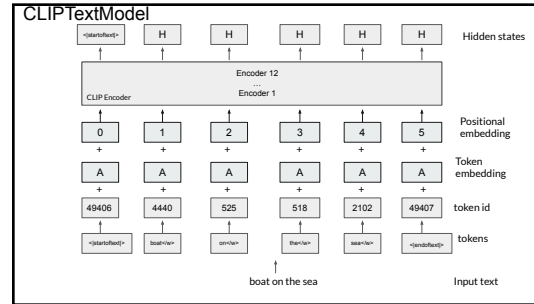 CLIPTextModel
<|startoftext|> H H H H H Hidden states
Encoder 12
...
CLIP Encoder Encoder 1
0 1 2 3 4 5 Positional embedding
+ + + + + +
A A A A A A Token embedding
+ + + + + +
49406 4440 525 518 2102 49407 token id
<|startoftext|> boat</w> on</w> the</w> sea</w> <|endoftext|> tokens
boat on the sea Input text